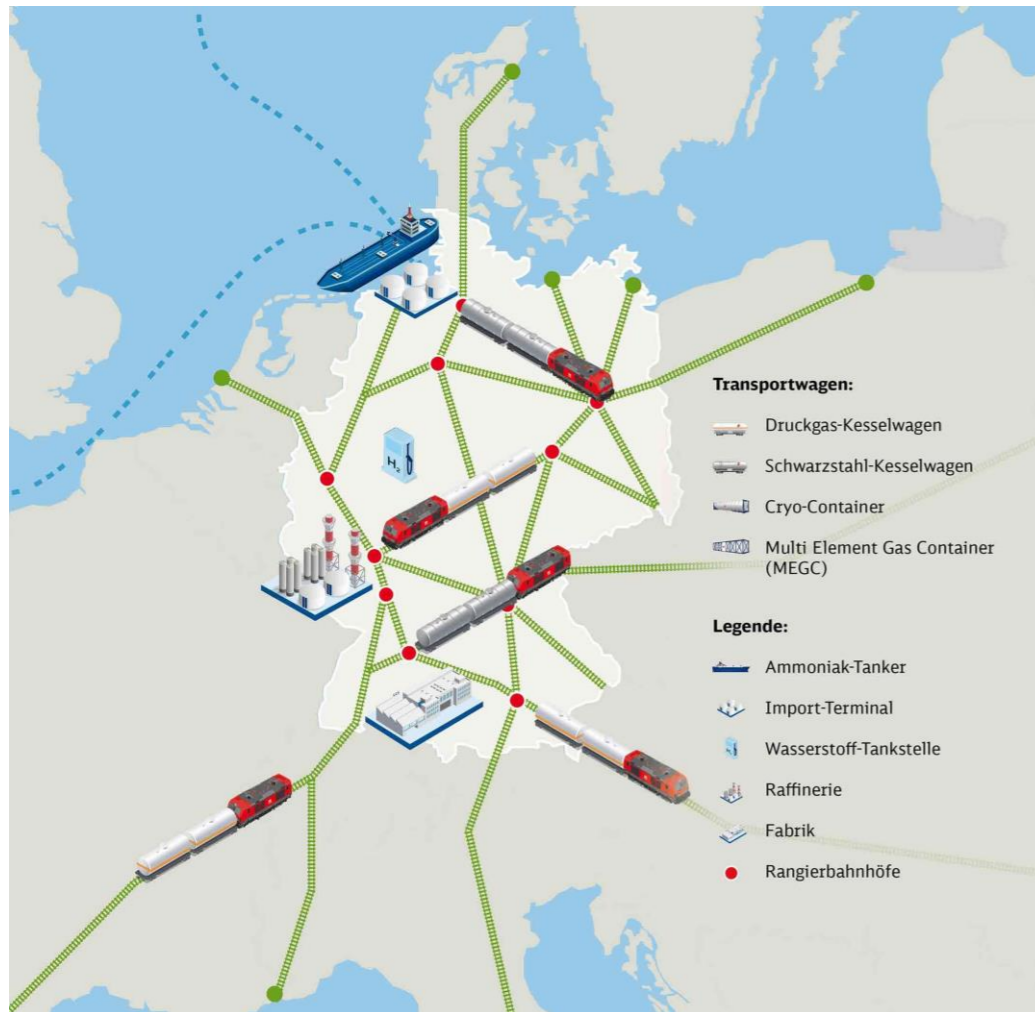 H₂
Transportwagen:
Druckgas-Kesselwagen
Schwarzstahl-Kesselwagen
Cryo-Container
Multi Element Gas Container
(MEGC)
Legende:
Ammoniak-Tanker
Import-Terminal
Wasserstoff-Tankstelle
Raffinerie
Fabrik
Rangierbahnhöfe